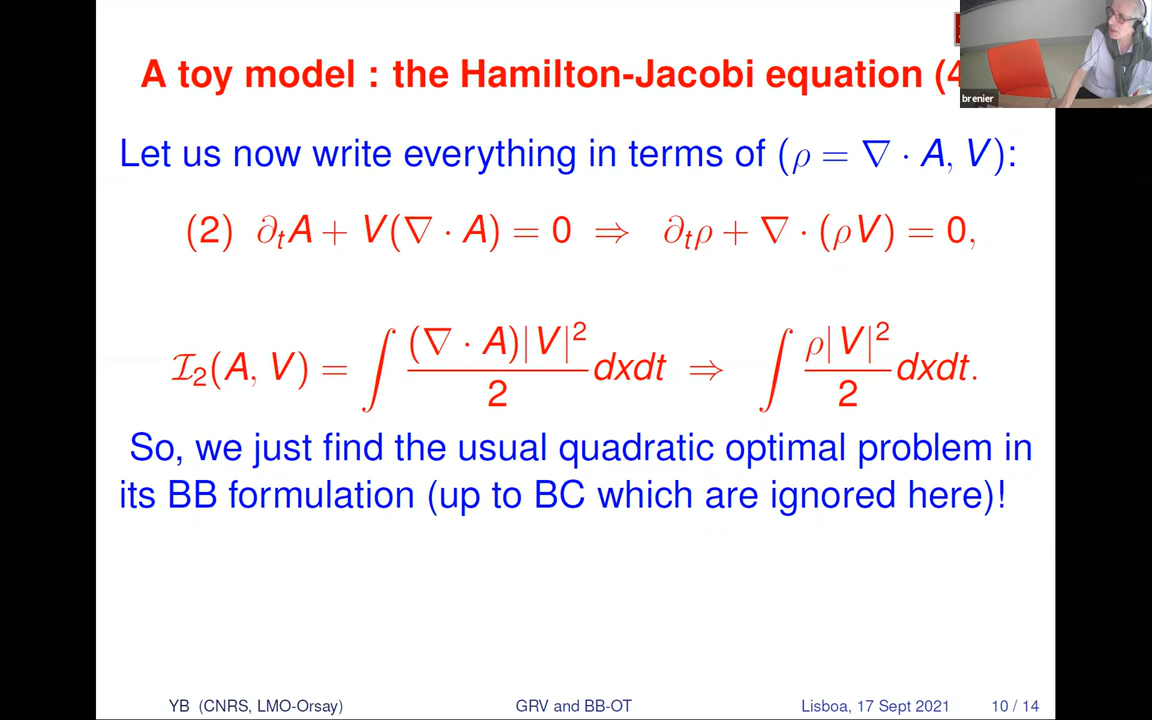 A toy model : the Hamilton-Jacobi equation (4
brenier
Let us now write everything in terms of (ρ = ∇ · A, V):
(2) ∂ₜA + V(∇ · A) = 0 ⇒ ∂ₜρ + ∇ · (ρV) = 0,
ℐ₂(A, V) = ∫ (∇ · A)|V|²/2 dxdt ⇒ ∫ ρ|V|²/2 dxdt.
So, we just find the usual quadratic optimal problem in
its BB formulation (up to BC which are ignored here)!
YB (CNRS, LMO-Orsay) GRV and BB-OT Lisboa, 17 Sept 2021 10 / 14